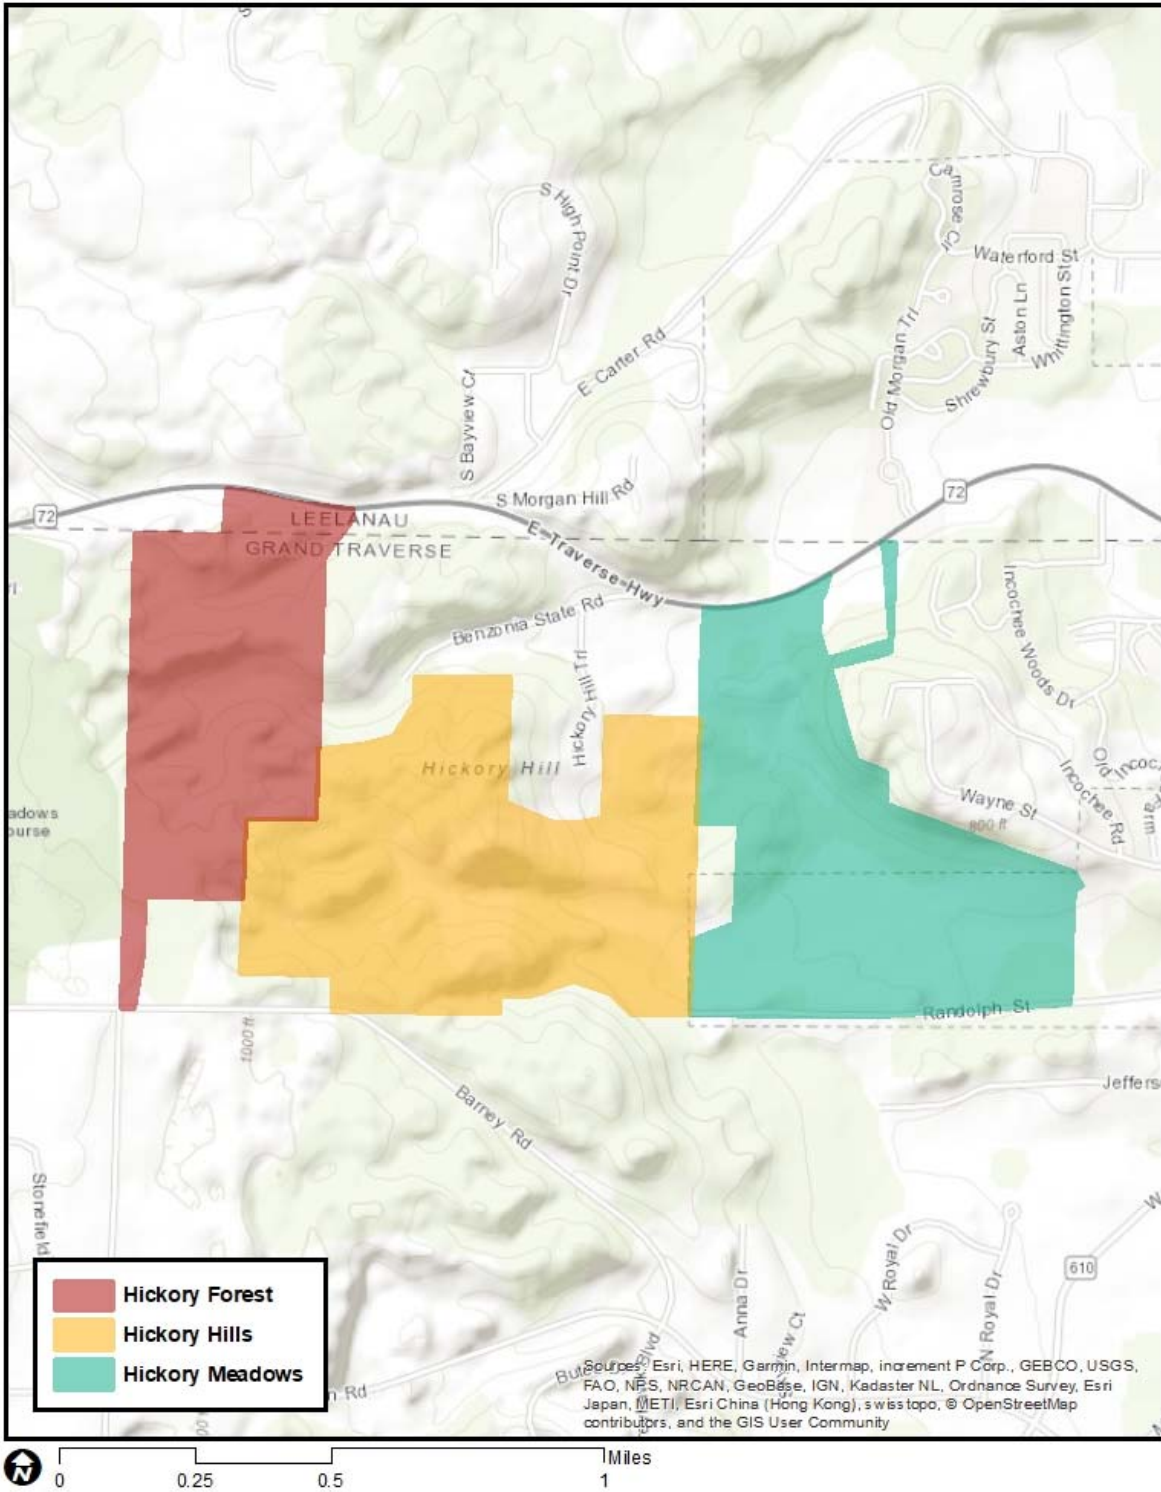 S High Point Dr
Camrose Cir
Waterford St
Aston Ln
Whittington St
Old Morgan Trl
Shrewbury St
E Carter Rd
S Bayview Ct
S Morgan Hill Rd
72
72
LEELANAU
GRAND TRAVERSE
E Traverse Hwy
Benzonia State Rd
Hickory Hill Trl
Incochee Woods Dr
Hickory Hill
Old Incoc
Incochee Rd
Farm
Wayne St
800 ft
adows
ourse
Randolph St
1000 ft
Jeffers
Barney Rd
Stonefield
W Royal Dr
N Royal Dr
610
Anna Dr
Hickory Forest
Hickory Hills
Hickory Meadows
n Rd
Sources: Esri, HERE, Garmin, Intermap, increment P Corp., GEBCO, USGS,
FAO, NPS, NRCAN, GeoBase, IGN, Kadaster NL, Ordnance Survey, Esri
Japan, METI, Esri China (Hong Kong), swisstopo, © OpenStreetMap
contributors, and the GIS User Community
N
Miles
0 0.25 0.5 1